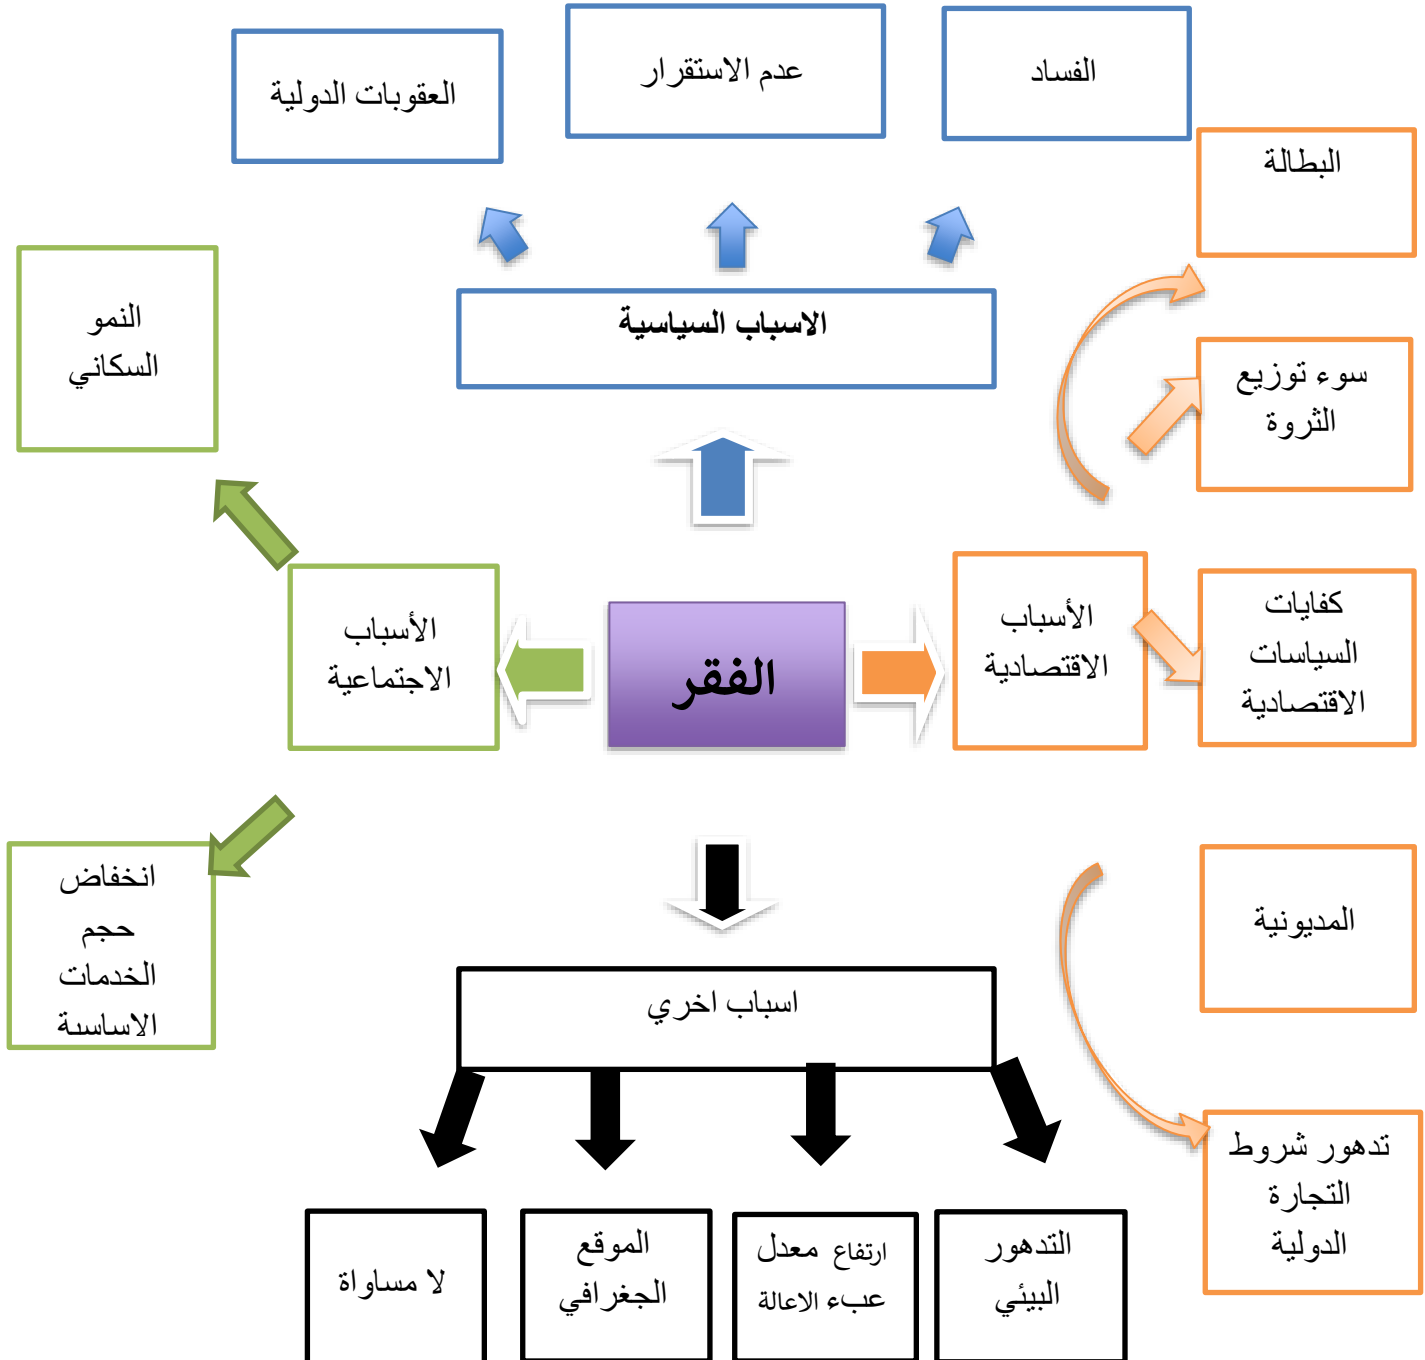 الفساد
عدم الاستقرار
العقوبات الدولية
الاسباب السياسية
البطالة
سوء توزيع
الثروة
النمو
السكاني
الفقر
الأسباب
الاقتصادية
كفايات
السياسات
الاقتصادية
الأسباب
الاجتماعية
المديونية
انخفاض
حجم
الخدمات
الاساسية
اسباب اخري
تدهور شروط
التجارة
الدولية
التدهور
البيئي
ارتفاع معدل
عبء الاعالة
الموقع
الجغرافي
لا مساواة